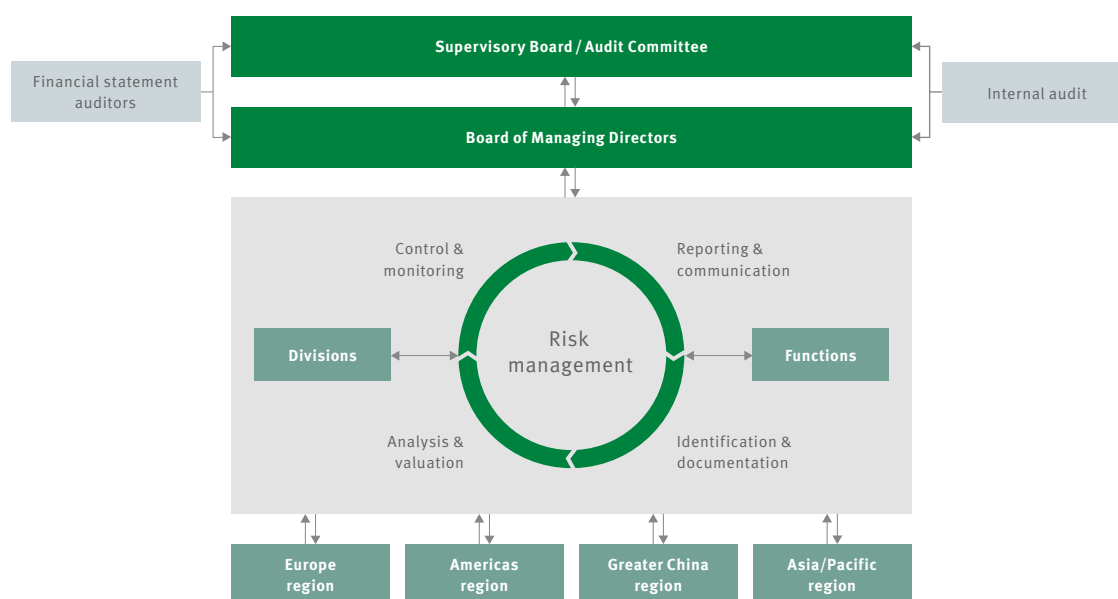 Supervisory Board / Audit Committee
Financial statement
auditors
Internal audit
Board of Managing Directors
Control &
monitoring
Reporting &
communication
Divisions
Risk
management
Functions
Analysis &
valuation
Identification &
documentation
Europe
region
Americas
region
Greater China
region
Asia/Pacific
region